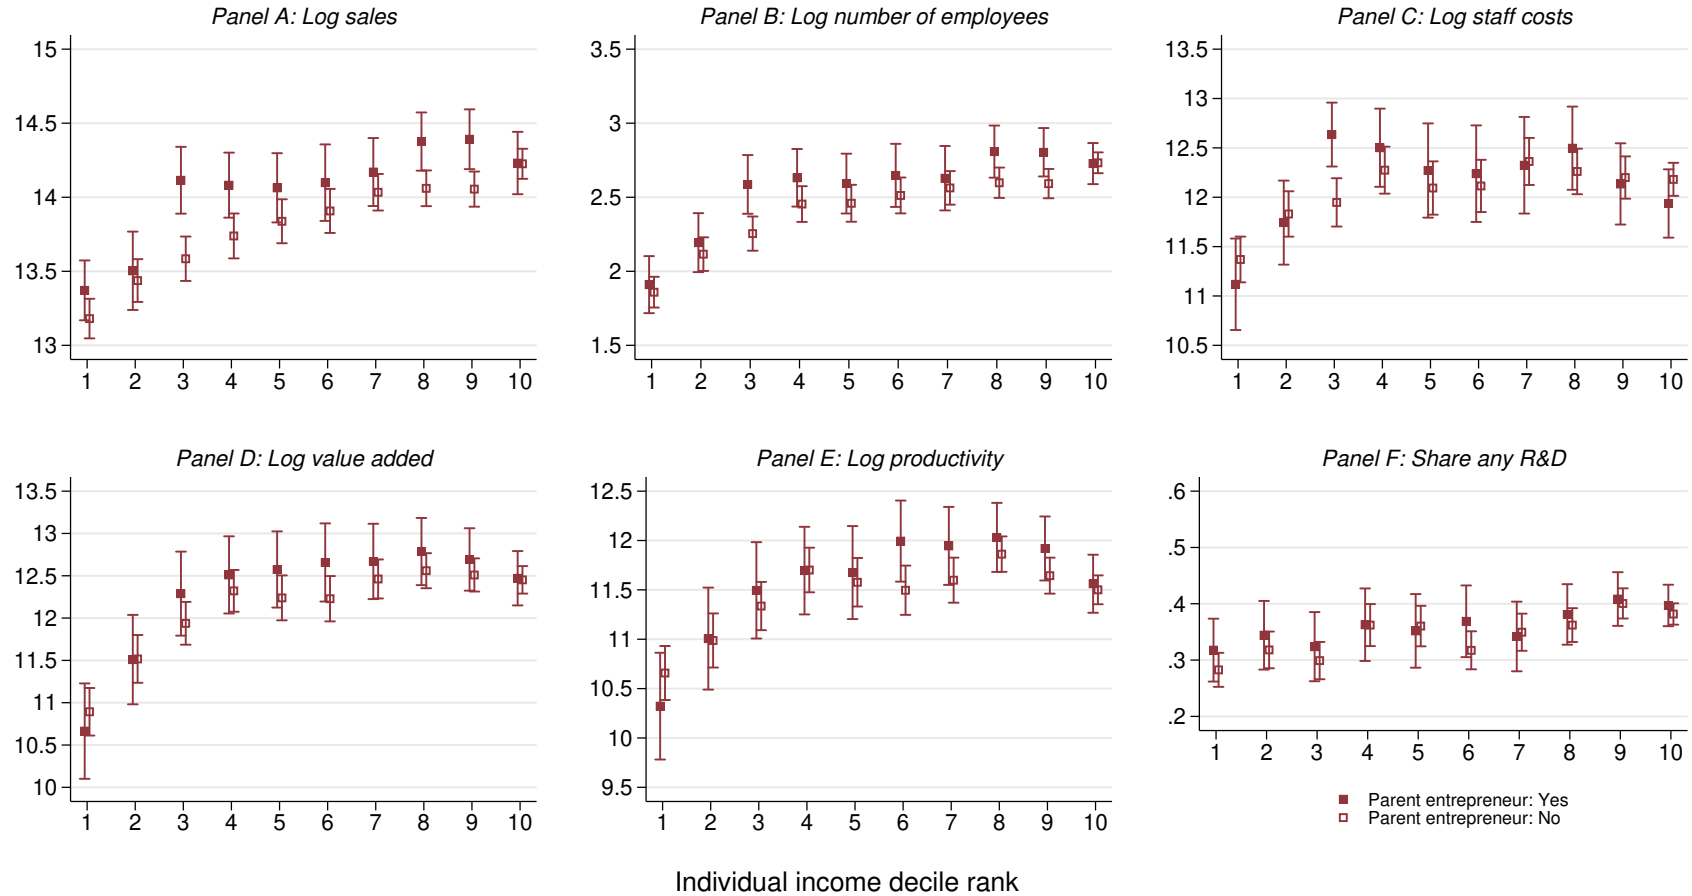 Panel A: Log sales
15
14.5
14
13.5
13
1 2 3 4 5 6 7 8 9 10
Panel B: Log number of employees
3.5
3
2.5
2
1.5
1 2 3 4 5 6 7 8 9 10
Panel C: Log staff costs
13.5
13
12.5
12
11.5
11
10.5
1 2 3 4 5 6 7 8 9 10
Panel D: Log value added
13.5
13
12.5
12
11.5
11
10.5
10
1 2 3 4 5 6 7 8 9 10
Panel E: Log productivity
12.5
12
11.5
11
10.5
10
9.5
1 2 3 4 5 6 7 8 9 10
Panel F: Share any R&D
.6
.5
.4
.3
.2
1 2 3 4 5 6 7 8 9 10
Parent entrepreneur: Yes
Parent entrepreneur: No
Individual income decile rank